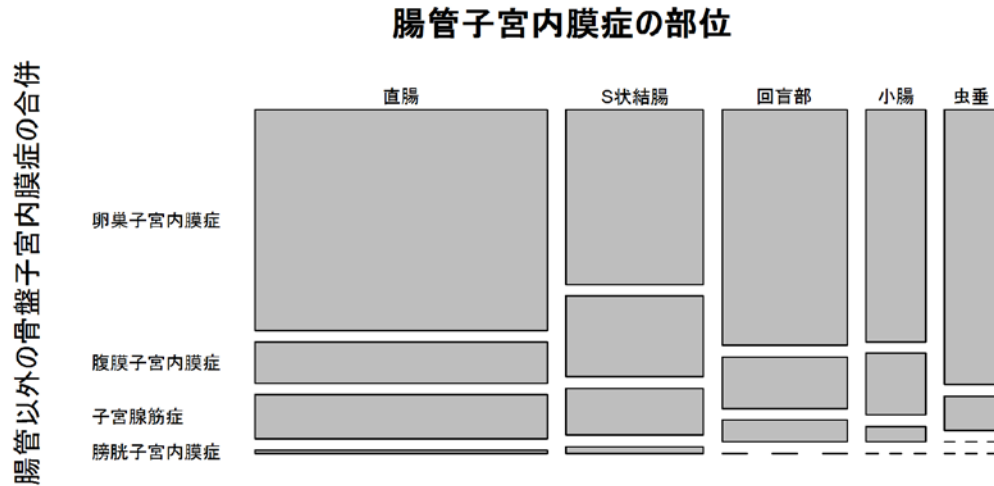 腸管子宮内膜症の部位
腸管以外の骨盤子宮内膜症の合併
直腸
S状結腸
回盲部
小腸
虫垂
卵巣子宮内膜症
腹膜子宮内膜症
子宮腺筋症
膀胱子宮内膜症